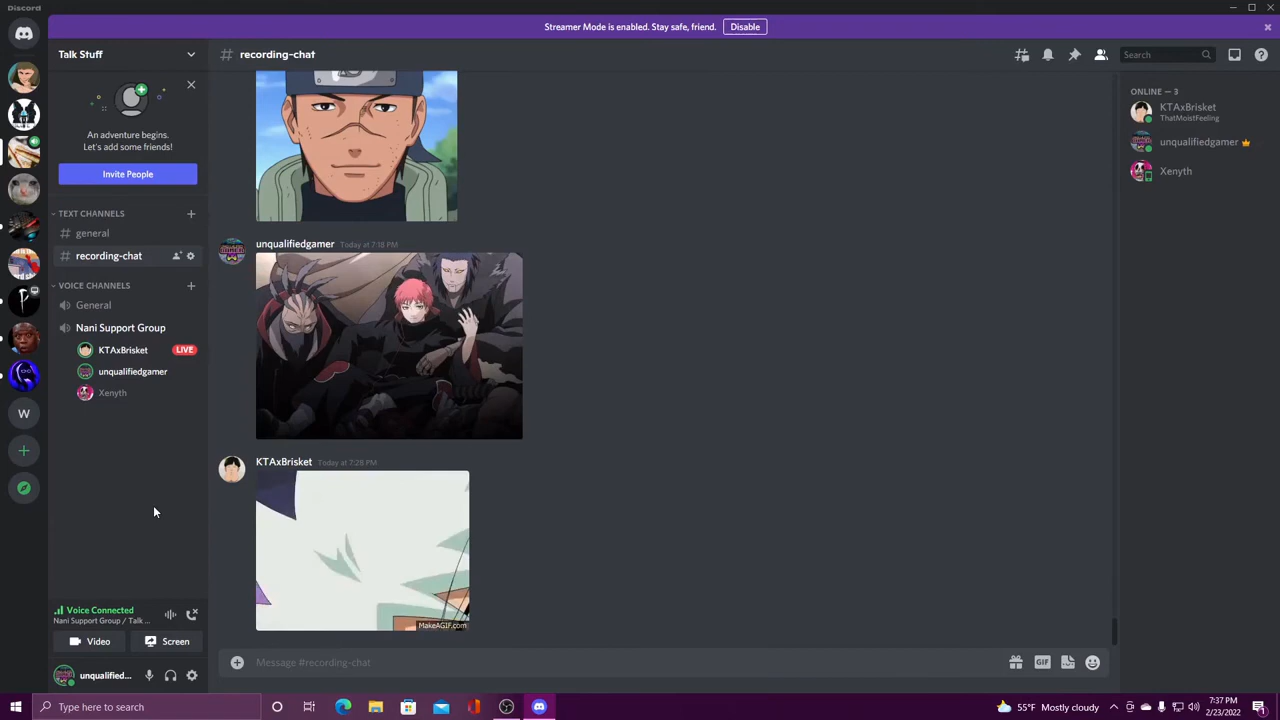 Discord
Streamer Mode is enabled. Stay safe, friend.
Disable
Talk Stuff
recording-chat
Search
An adventure begins.
Let's add some friends!
Invite People
TEXT CHANNELS
general
recording-chat
VOICE CHANNELS
General
Nani Support Group
KTAxBrisket
LIVE
unqualifiedgamer
Xenyth
W
Voice Connected
Nani Support Group / Talk ...
Video
Screen
unqualified...
unqualifiedgamer Today at 7:18 PM
KTAxBrisket Today at 7:28 PM
MakeAGIF.com
Message #recording-chat
GIF
ONLINE — 3
KTAxBrisket
ThatMoistFeeling
unqualifiedgamer
Xenyth
Type here to search
55°F Mostly cloudy
7:37 PM
2/23/2022